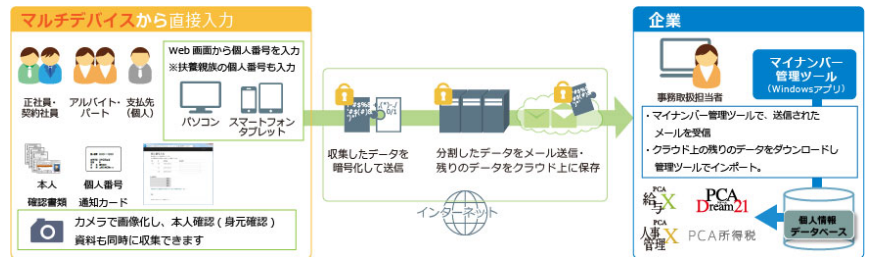 マルチデバイスから直接入力
正社員・
契約社員
アルバイト・
パート
支払先
(個人)
Web 画面から個人番号を入力
※扶養親族の個人番号も入力
パソコン
スマートフォン
タブレット
本人
確認書類
個人番号
通知カード
カメラで画像化し、本人確認 ( 身元確認 )
資料も同時に収集できます
収集したデータを
暗号化して送信
分割したデータをメール送信・
残りのデータをクラウド上に保存
インターネット
企業
事務取扱担当者
マイナンバー
管理ツール
(Windowsアプリ)
・マイナンバー管理ツールで、送信された
メールを受信
・クラウド上の残りのデータをダウンロードし
管理ツールでインポート。
PCA
給与X
PCA
Dream21
PCA
人事管理X
PCA所得税
個人情報
データベース